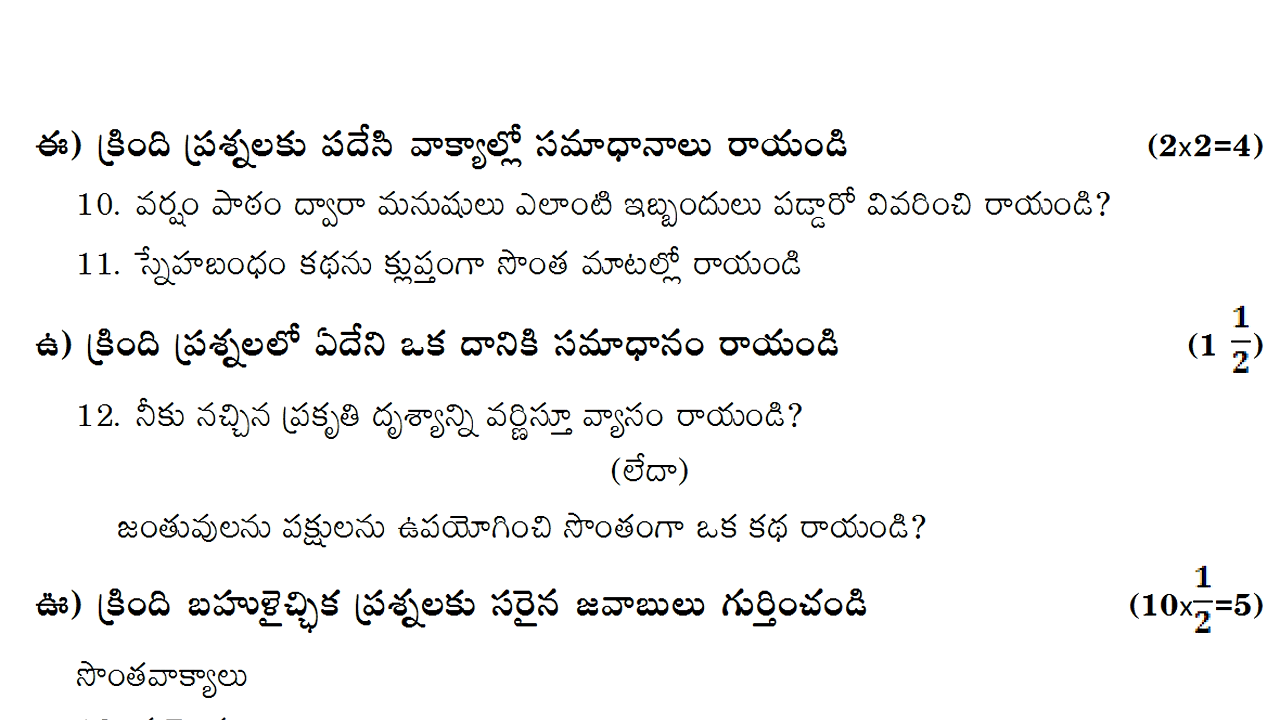 ఈ) క్రింది ప్రశ్నలకు పదేసి వాక్యాల్లో సమాధానాలు రాయండి (2x2=4)
10. వర్షం పాఠం ద్వారా మనుషులు ఎలాంటి ఇబ్బందులు పడ్డారో వివరించి రాయండి?
11. స్నేహబంధం కథను క్లుప్తంగా సొంత మాటల్లో రాయండి
ఉ) క్రింది ప్రశ్నలలో ఏదేని ఒక దానికి సమాధానం రాయండి (1 1/2)
12. నీకు నచ్చిన ప్రకృతి దృశ్యాన్ని వర్ణిస్తూ వ్యాసం రాయండి?
(లేదా)
జంతువులను పక్షులను ఉపయోగించి సొంతంగా ఒక కథ రాయండి?
ఊ) క్రింది బహుళైచ్ఛిక ప్రశ్నలకు సరైన జవాబులు గుర్తించండి (10x1/2=5)
సొంతవాక్యాలు